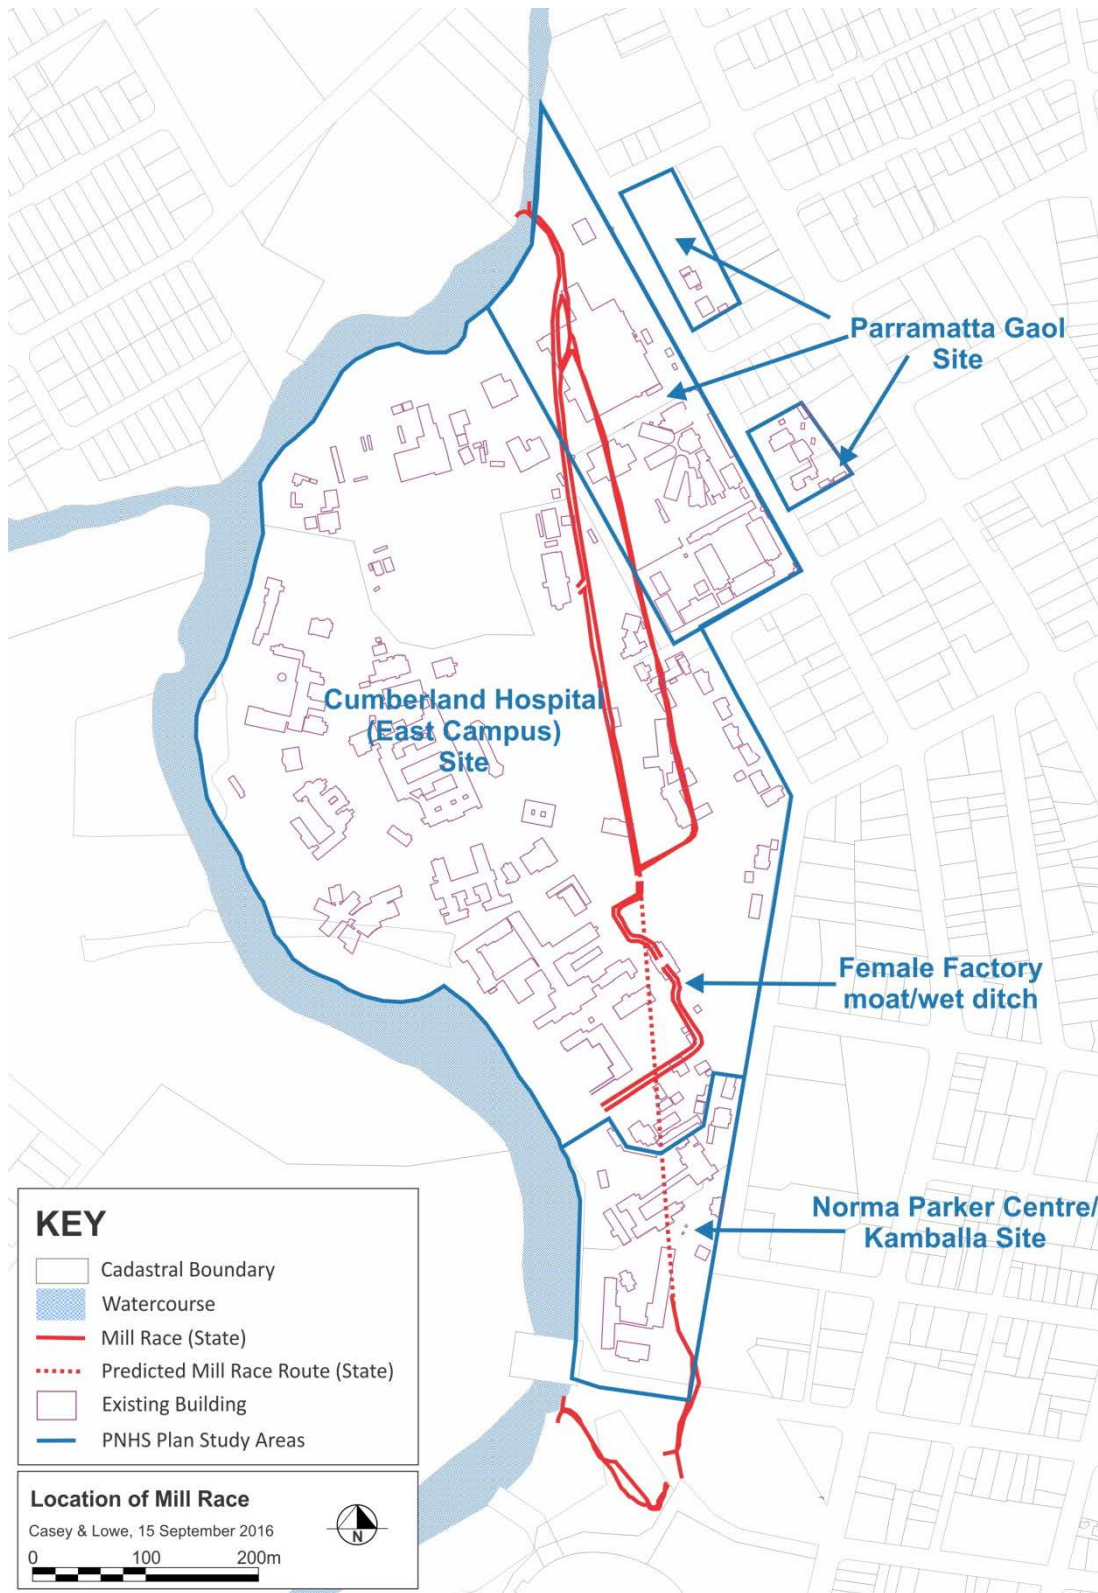 Parramatta Gaol
Site
Cumberland Hospital
(East Campus)
Site
Female Factory
moat/wet ditch
Norma Parker Centre/
Kamballa Site
KEY
Cadastral Boundary
Watercourse
Mill Race (State)
Predicted Mill Race Route (State)
Existing Building
PNHS Plan Study Areas
Location of Mill Race
Casey & Lowe, 15 September 2016
N
0 100 200m